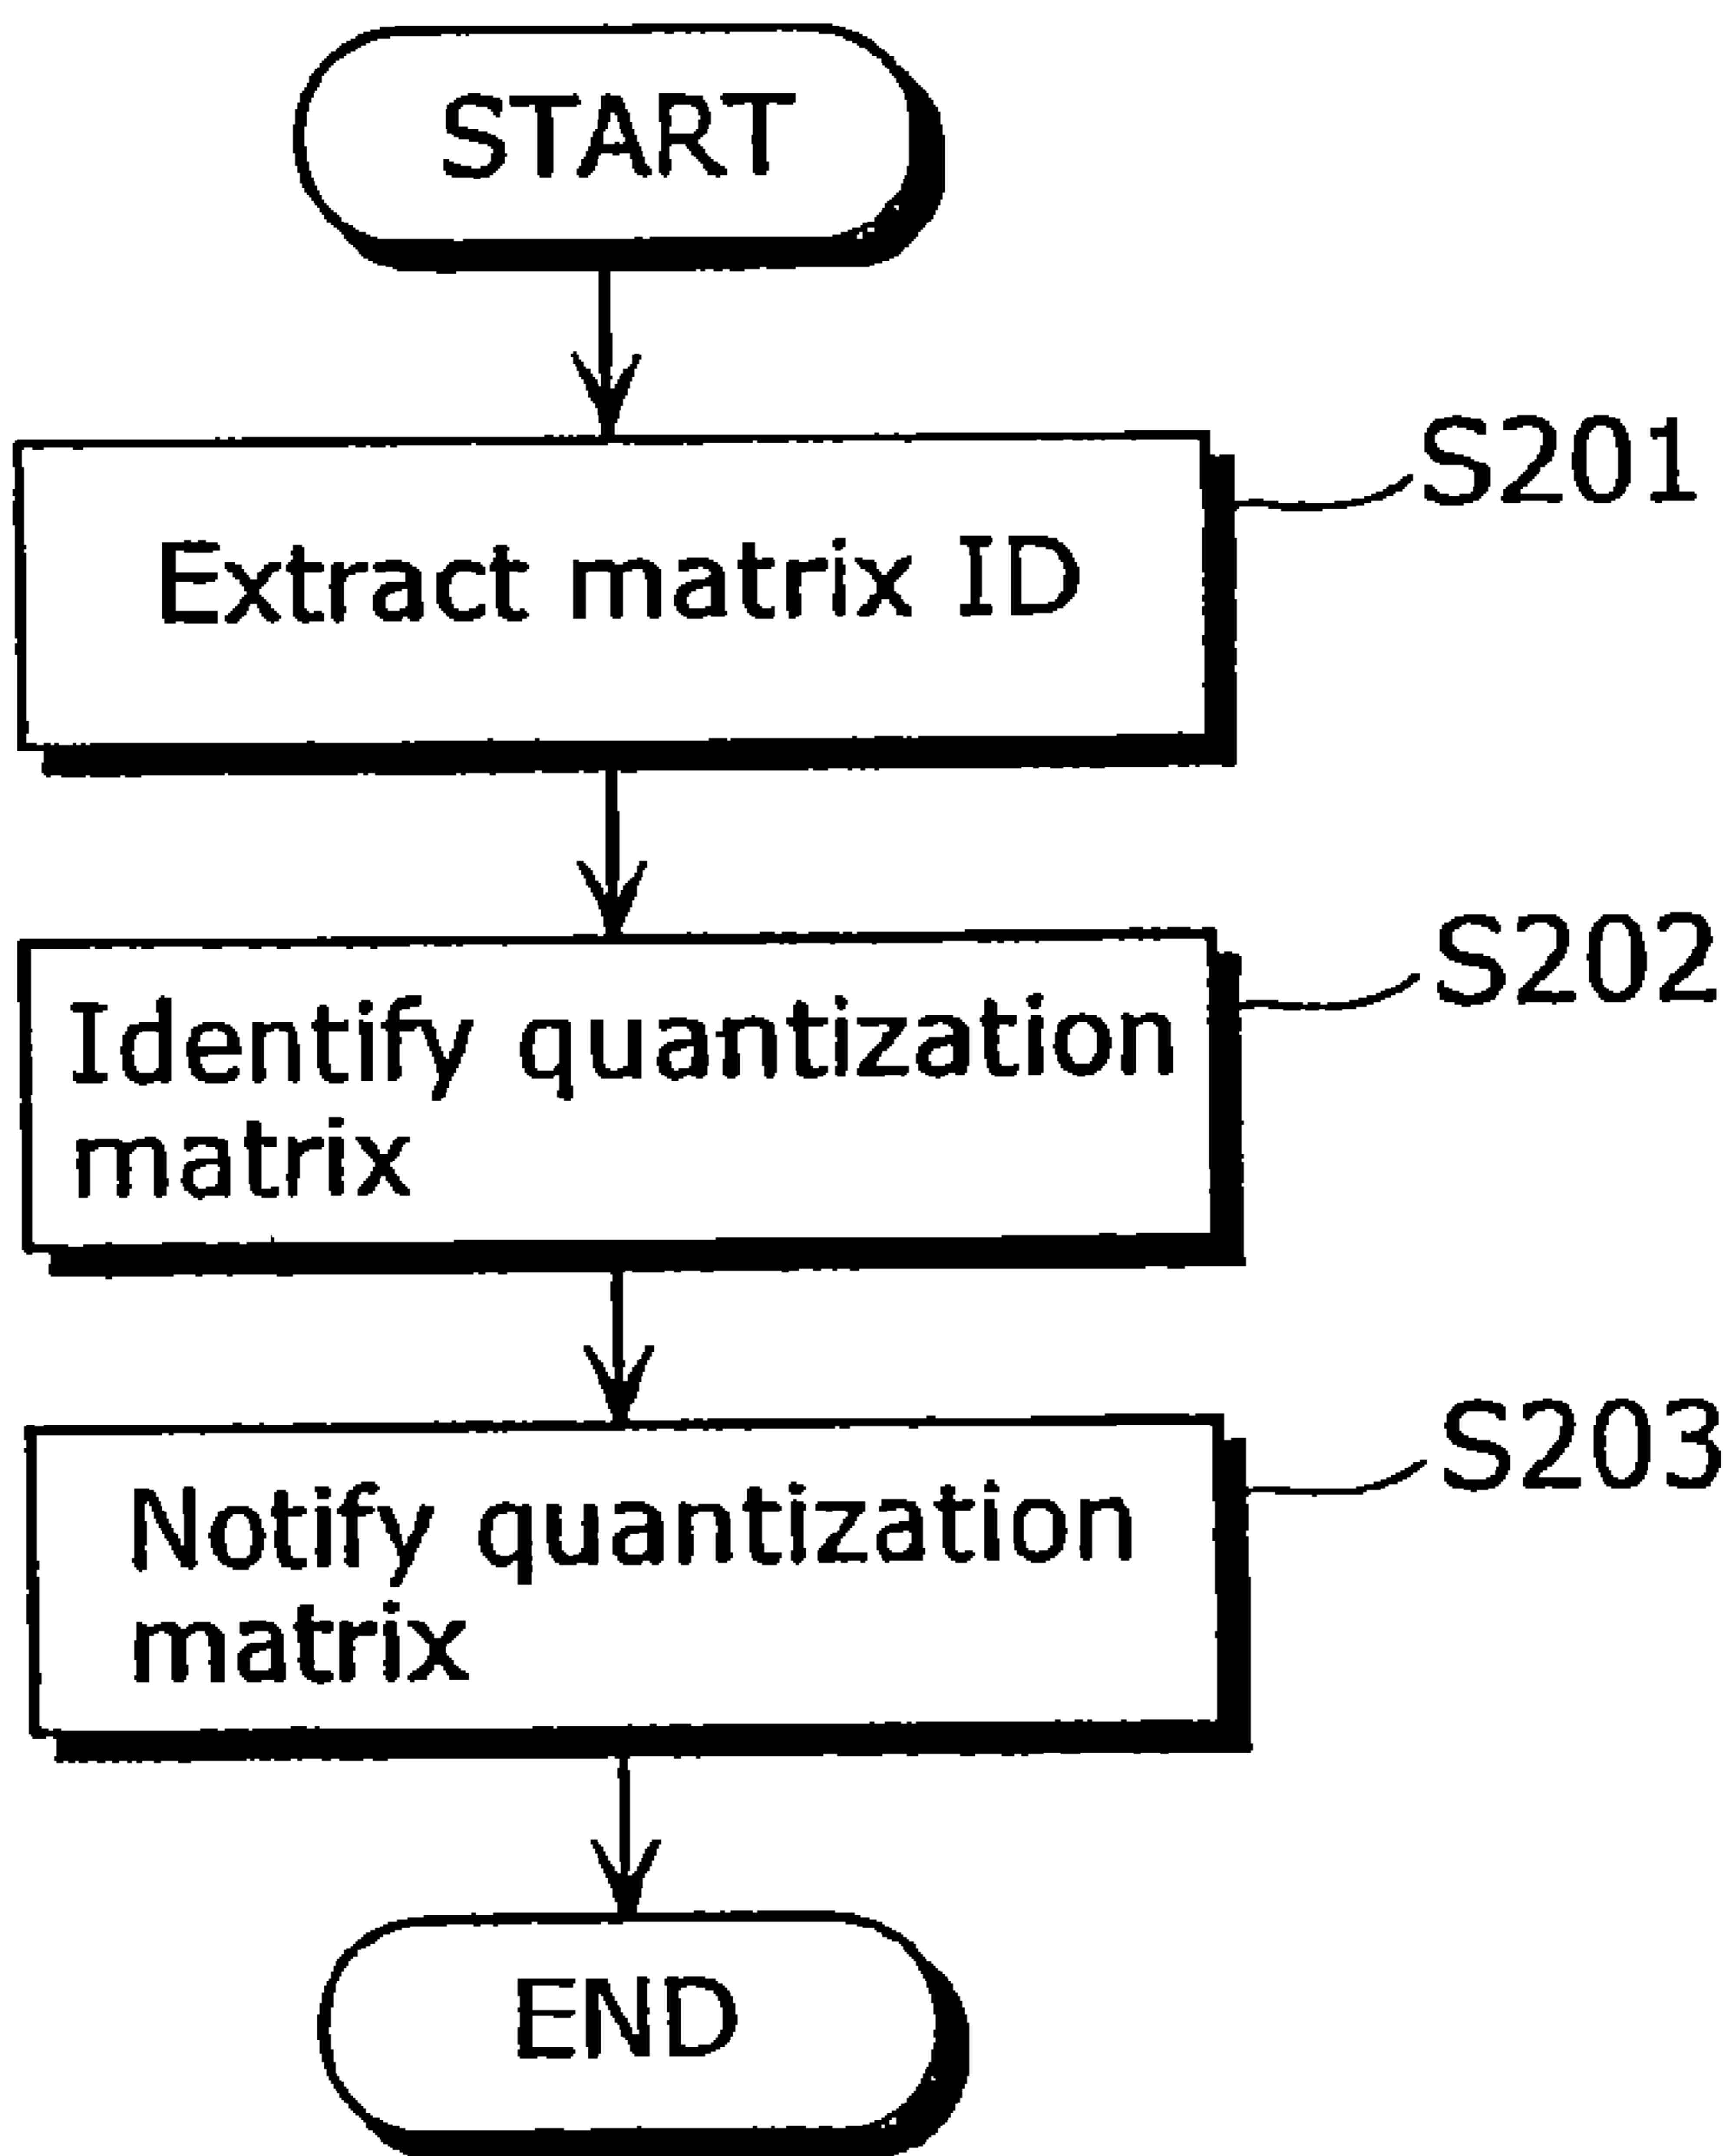 START
S201
Extract matrix ID
S202
Identify quantization
matrix
S203
Notify quantization
matrix
END